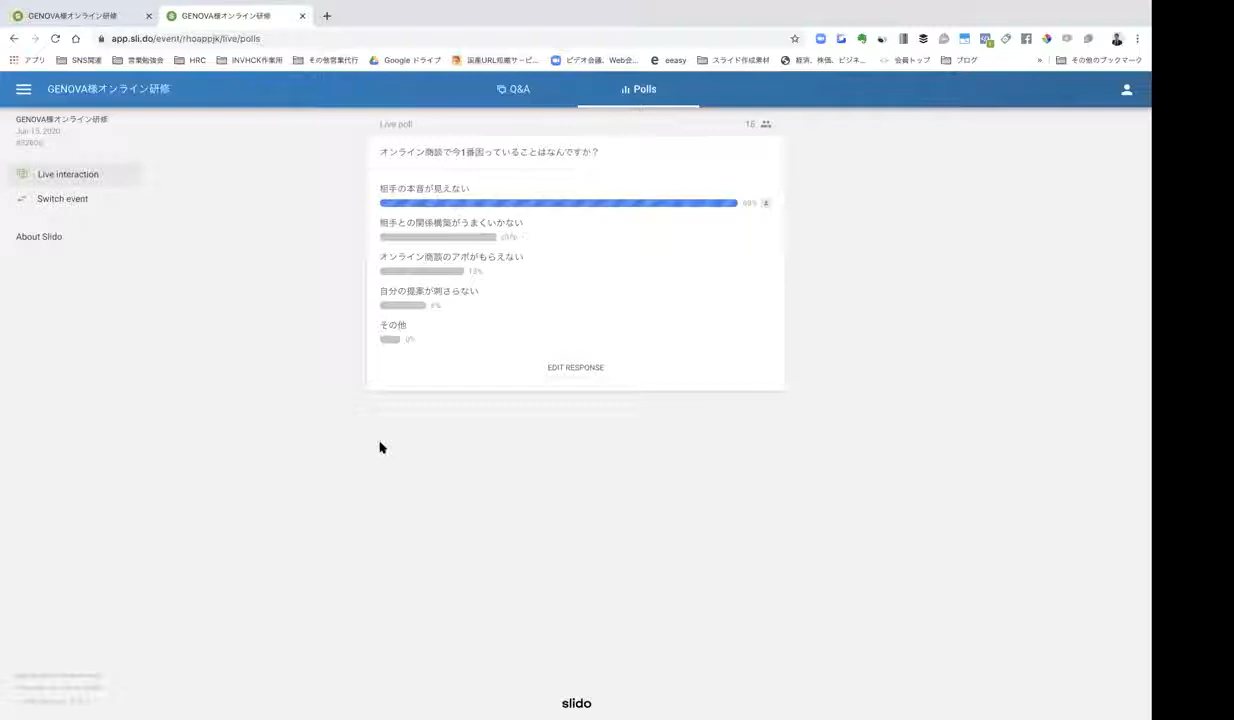 GENOVA様オンライン研修
GENOVA様オンライン研修
app.sli.do/event/rhoappjk/live/polls
アプリ
SNS関連
営業勉強会
HRC
INVHCK作業用
その他営業代行
Google ドライブ
国産URL短縮サービ...
ビデオ会議、Web会...
eeasy
スライド作成素材
経済、株価、ビジネ...
会員トップ
ブログ
»
その他のブックマーク
GENOVA様オンライン研修
Q&A
Polls
GENOVA様オンライン研修
Jun 15, 2020
Live interaction
Switch event
About Slido
Live poll
16
オンライン商談で今1番困っていることはなんですか？
相手の本音が見えない
相手との関係構築がうまくいかない
オンライン商談のアポがもらえない
13%
自分の提案が刺さらない
6%
その他
0%
EDIT RESPONSE
slido